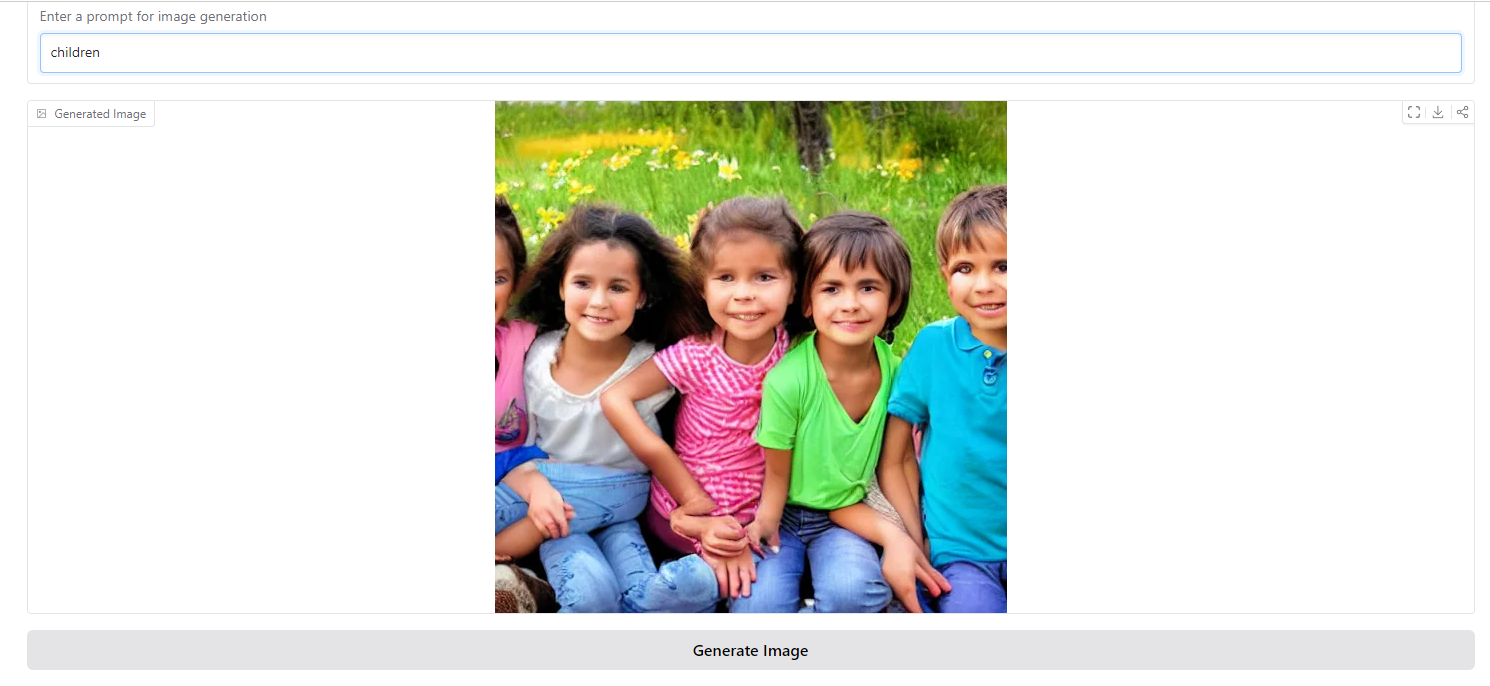 Enter a prompt for image generation
children
Generated Image
Generate Image